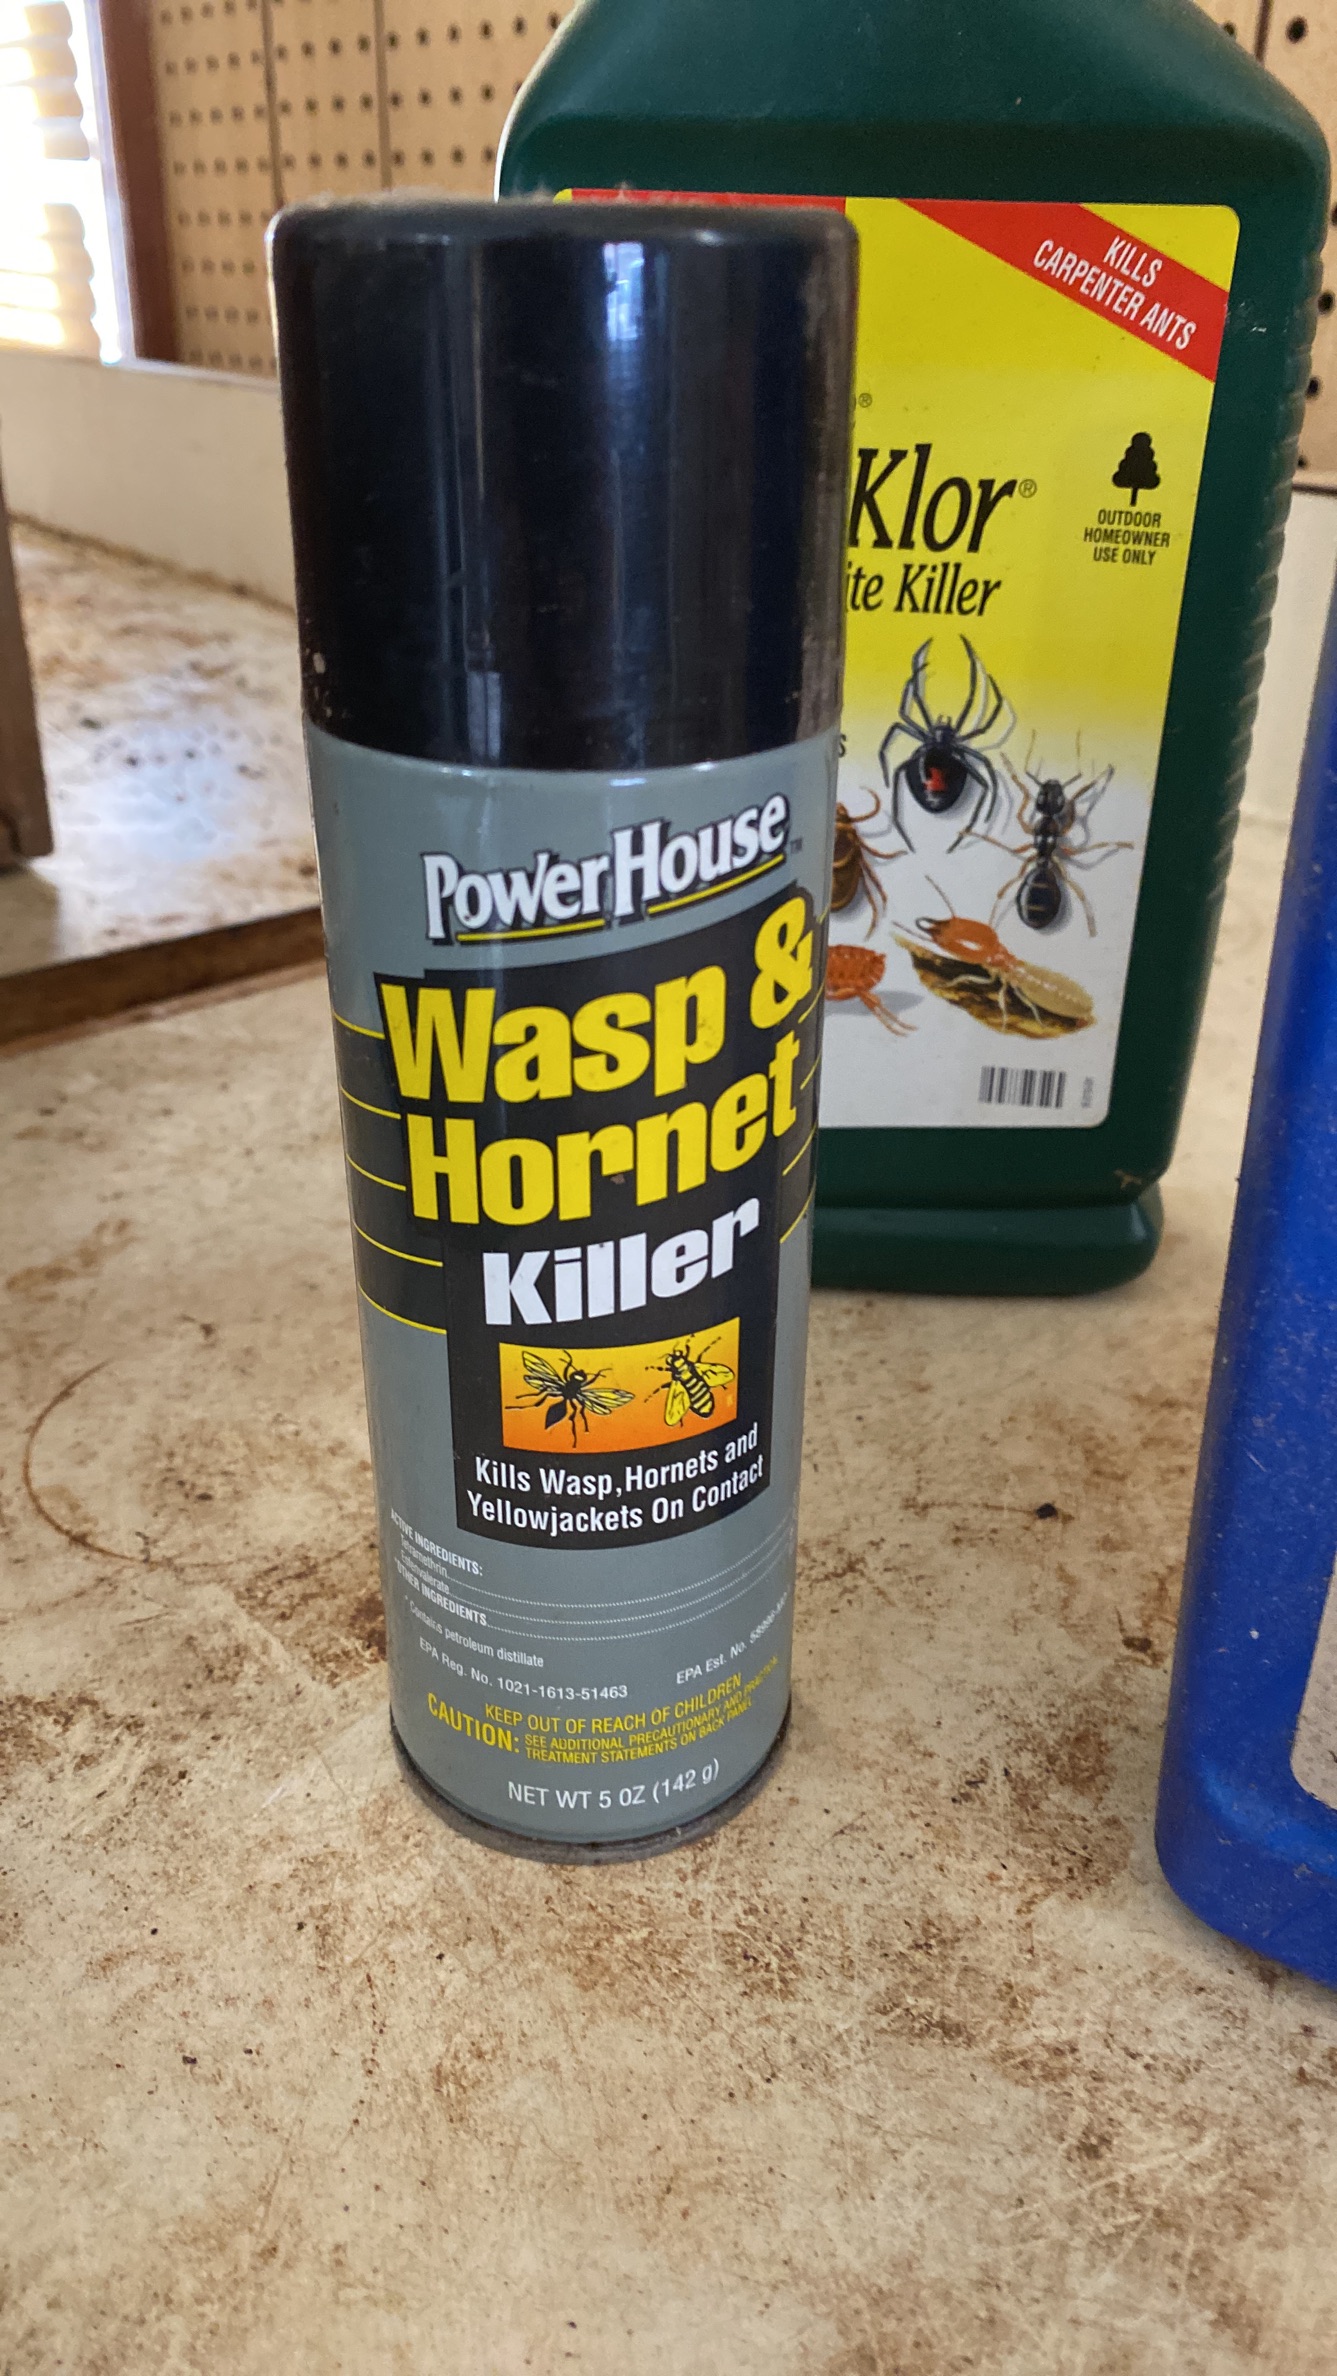 PowerHouse™
Wasp &
Hornet
Killer
Kills Wasp, Hornets and
Yellowjackets On Contact
ACTIVE INGREDIENTS:
Tetramethrin
Esfenvalerate
*OTHER INGREDIENTS
* Contains petroleum distillate
EPA Reg. No. 1021-1613-51463
EPA Est. No.
KEEP OUT OF REACH OF CHILDREN
CAUTION: SEE ADDITIONAL PRECAUTIONARY AND PRACTICAL
TREATMENT STATEMENTS ON BACK PANEL
NET WT 5 OZ (142 g)
KILLS
CARPENTER ANTS
®
Klor®
ite Killer
s
OUTDOOR
HOMEOWNER
USE ONLY